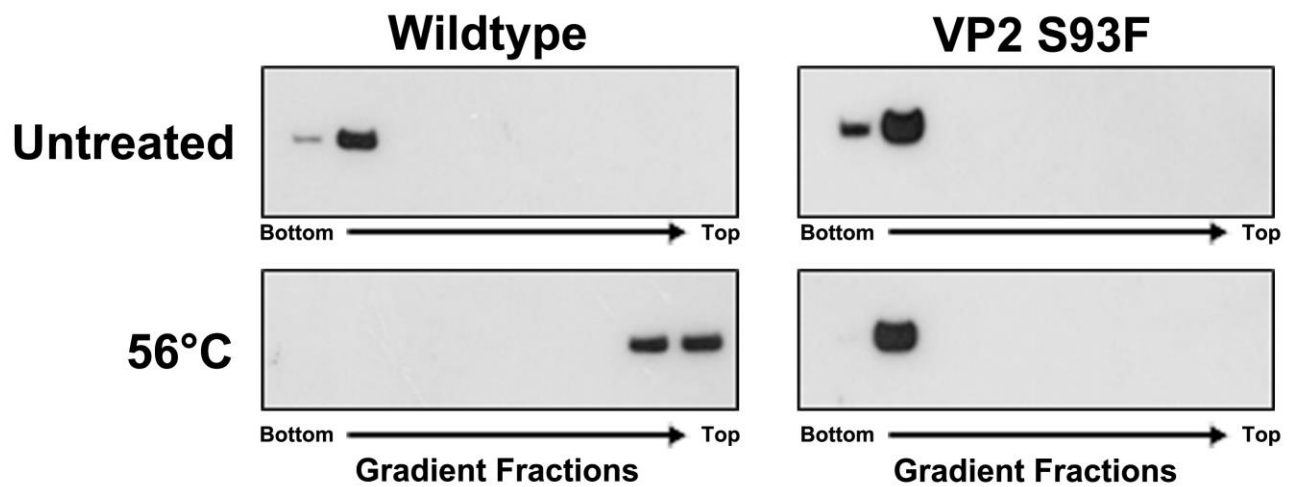 Wildtype
VP2 S93F
Untreated
Bottom Top
Bottom Top
56°C
Bottom Top
Bottom Top
Gradient Fractions
Gradient Fractions